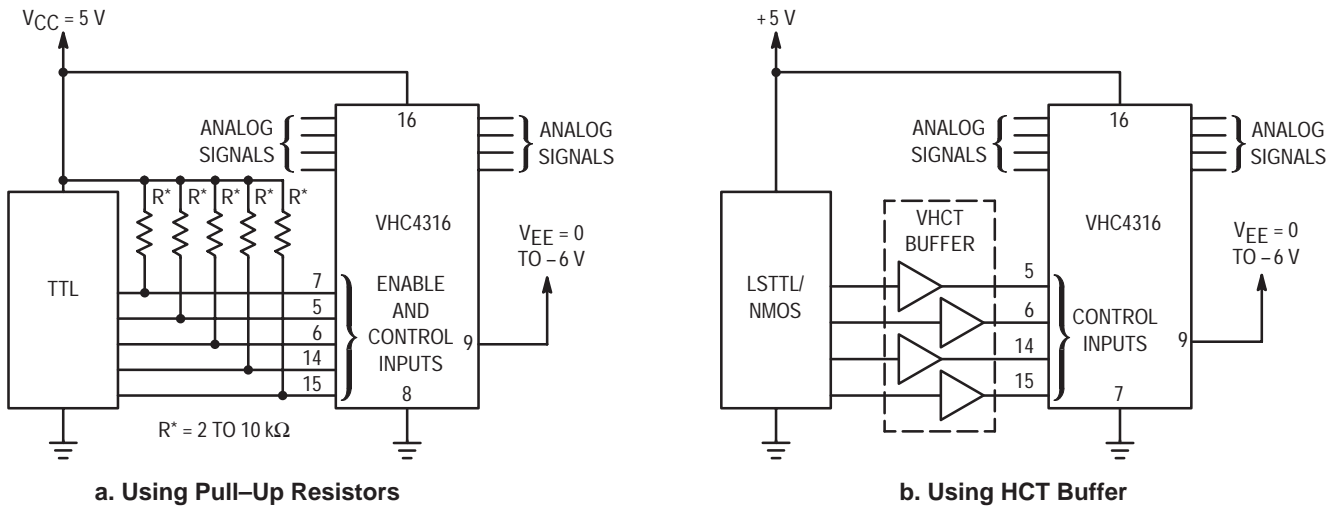 VCC = 5 V
16
ANALOG
SIGNALS
ANALOG
SIGNALS
R* R* R* R* R*
VHC4316
VEE = 0
TO –6 V
TTL
7
5
6
14
15
ENABLE
AND
CONTROL
INPUTS
9
8
R* = 2 TO 10 kΩ
a. Using Pull–Up Resistors
+5 V
16
ANALOG
SIGNALS
ANALOG
SIGNALS
VHCT
BUFFER
VHC4316
VEE = 0
TO –6 V
LSTTL/
NMOS
5
6
14
15
CONTROL
INPUTS
9
7
b. Using HCT Buffer